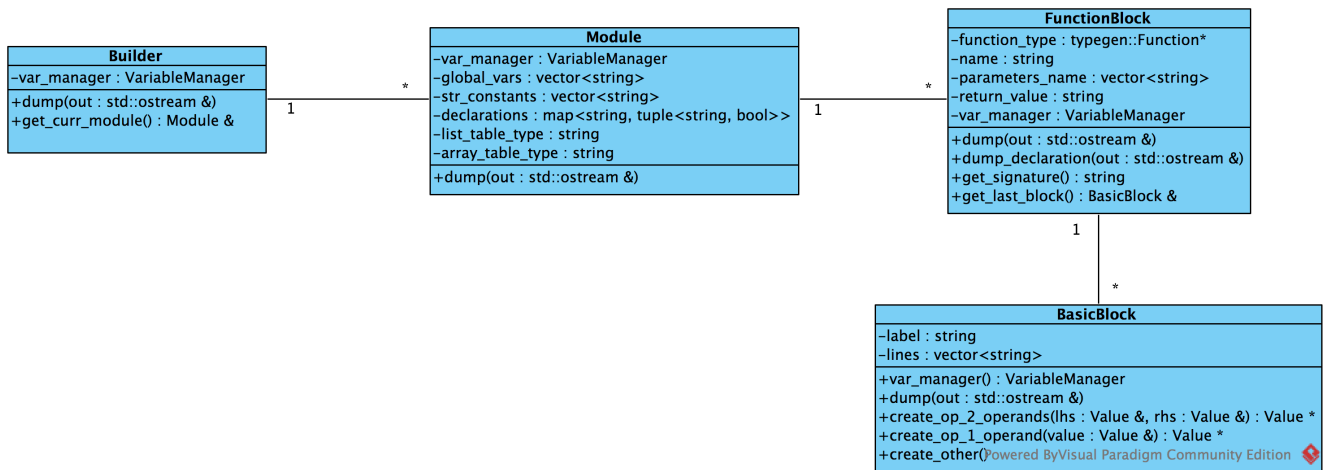 Builder
-var_manager : VariableManager
+dump(out : std::ostream &)
+get_curr_module() : Module &
1
*
Module
-var_manager : VariableManager
-global_vars : vector<string>
-str_constants : vector<string>
-declarations : map<string, tuple<string, bool>>
-list_table_type : string
-array_table_type : string
+dump(out : std::ostream &)
1
*
FunctionBlock
-function_type : typegen::Function*
-name : string
-parameters_name : vector<string>
-return_value : string
-var_manager : VariableManager
+dump(out : std::ostream &)
+dump_declaration(out : std::ostream &)
+get_signature() : string
+get_last_block() : BasicBlock &
1
*
BasicBlock
-label : string
-lines : vector<string>
+var_manager() : VariableManager
+dump(out : std::ostream &)
+create_op_2_operands(lhs : Value &, rhs : Value &) : Value *
+create_op_1_operand(value : Value &) : Value *
+create_other()
Powered ByVisual Paradigm Community Edition